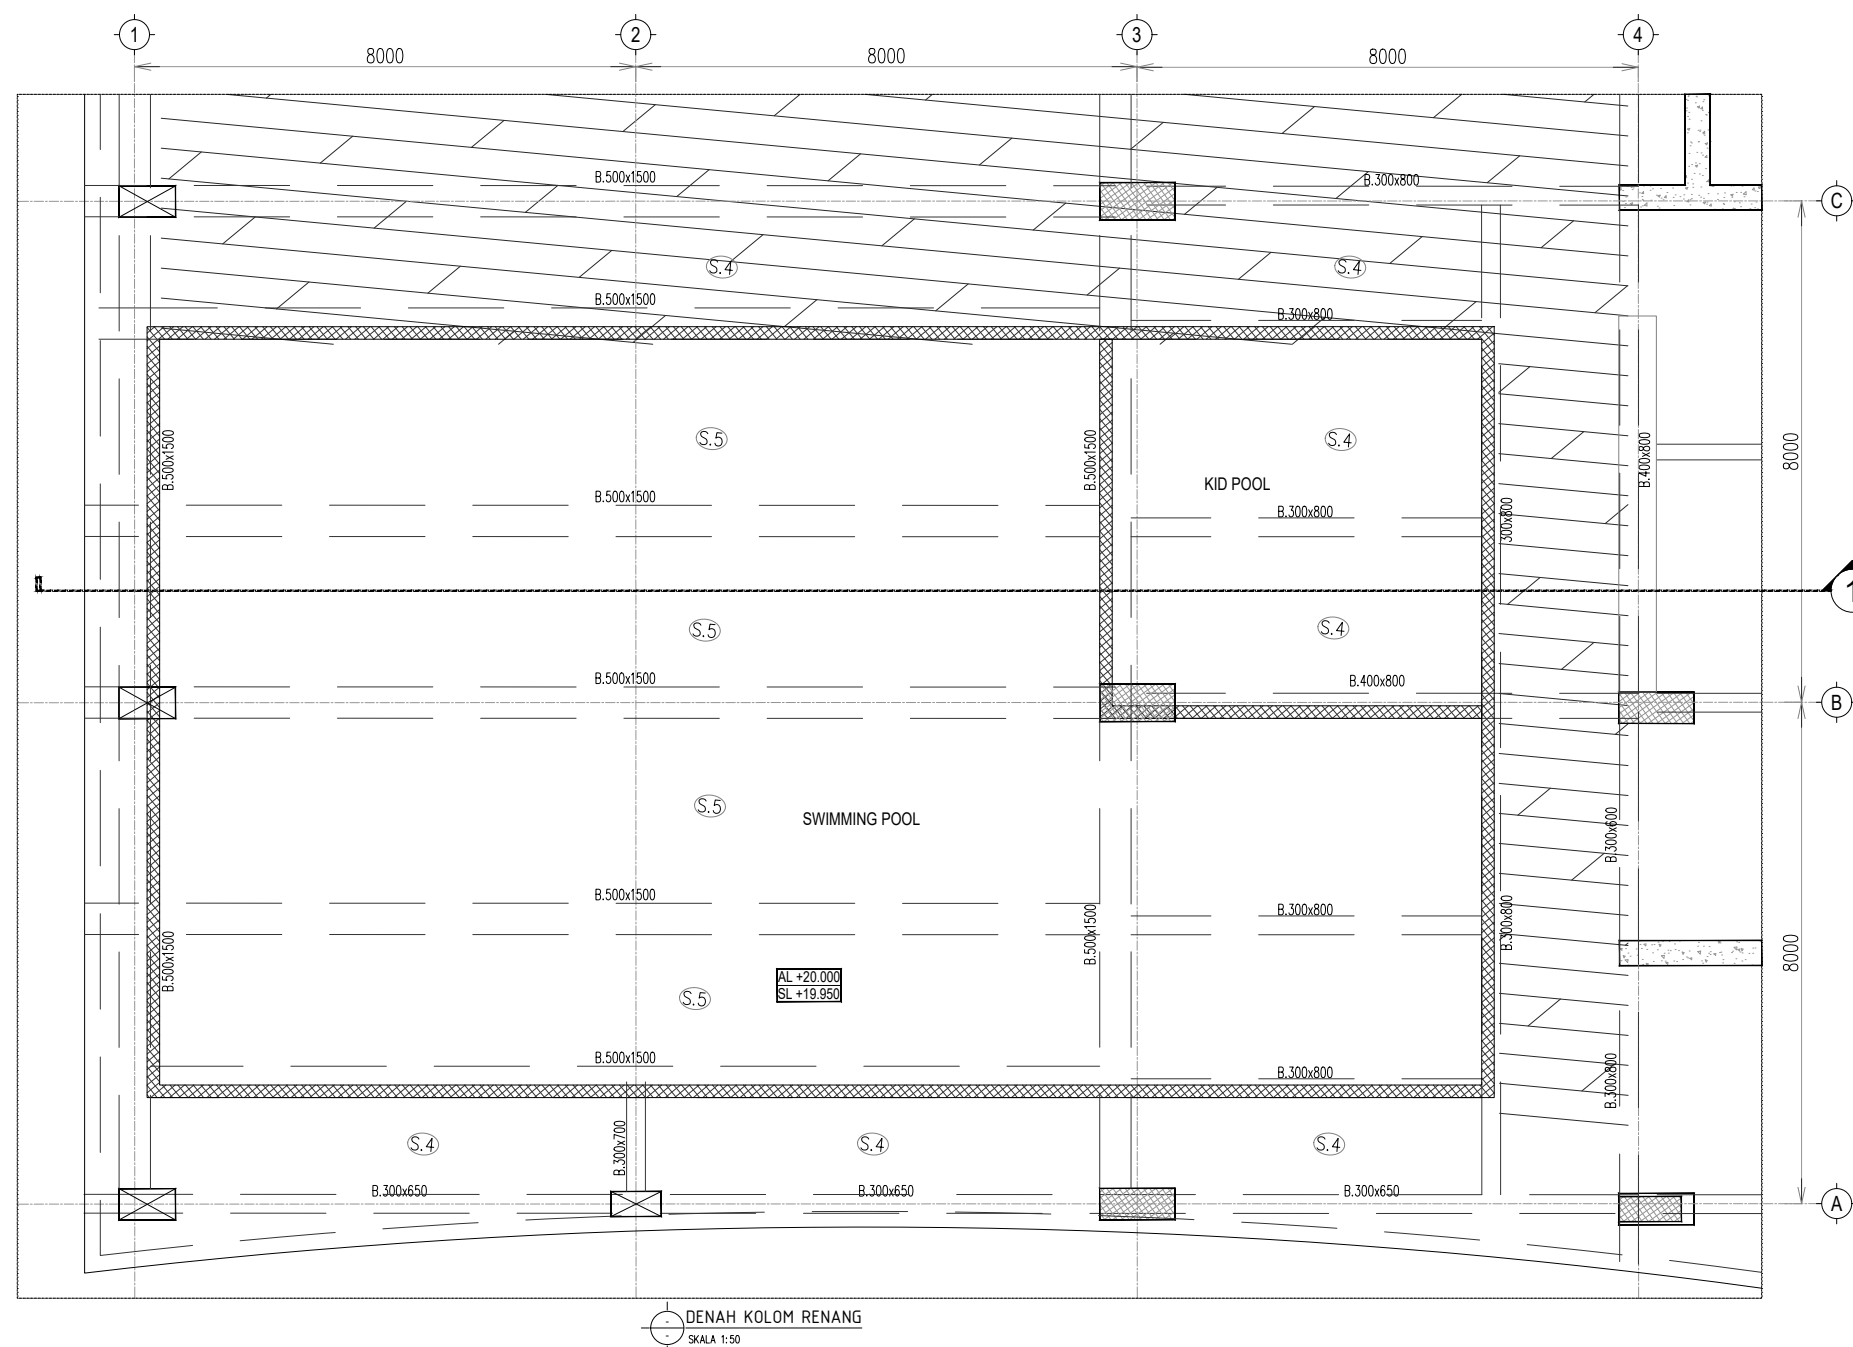 1
2
3
4
8000
8000
8000
B.500x1500
B.300x800
C
S.4
S.4
B.500x1500
B.300x800
S.5
S.4
B.500x1500
B.500x1500
B.400x800
8000
KID POOL
B.500x1500
B.300x800
300x800
1
S.5
S.4
B.500x1500
B.400x800
B
S.5
SWIMMING POOL
B.300x600
B.500x1500
B.300x800
B.500x1500
B.500x1500
B.300x800
8000
AL +20.000
SL +19.950
S.5
B.500x1500
B.300x800
B.300x800
S.4
B.300x700
S.4
S.4
B.300x650
B.300x650
B.300x650
A
DENAH KOLOM RENANG
SKALA 1:50